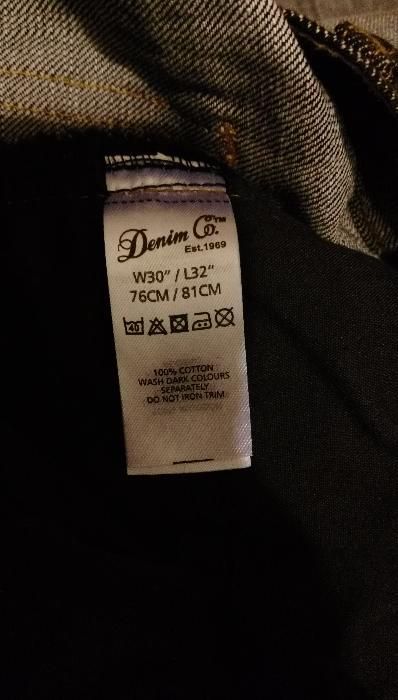 Denim Co.™
Est.1969
W30" / L32"
76CM / 81CM
40
100% COTTON
WASH DARK COLOURS
SEPARATELY
DO NOT IRON TRIM